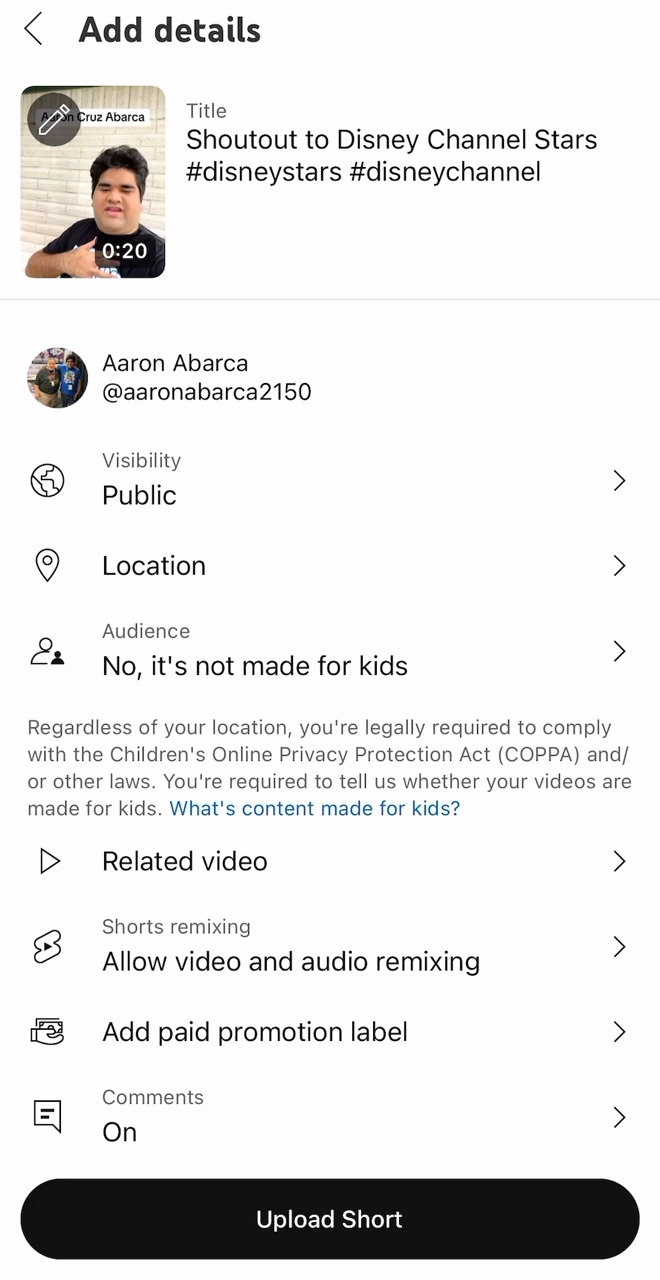 Add details
Cruz Abarca
0:20
Title
Shoutout to Disney Channel Stars
#disneystars #disneychannel
Aaron Abarca
@aaronabarca2150
Visibility
Public
Location
Audience
No, it's not made for kids
Regardless of your location, you're legally required to comply
with the Children's Online Privacy Protection Act (COPPA) and/
or other laws. You're required to tell us whether your videos are
made for kids. What's content made for kids?
Related video
Shorts remixing
Allow video and audio remixing
Add paid promotion label
Comments
On
Upload Short